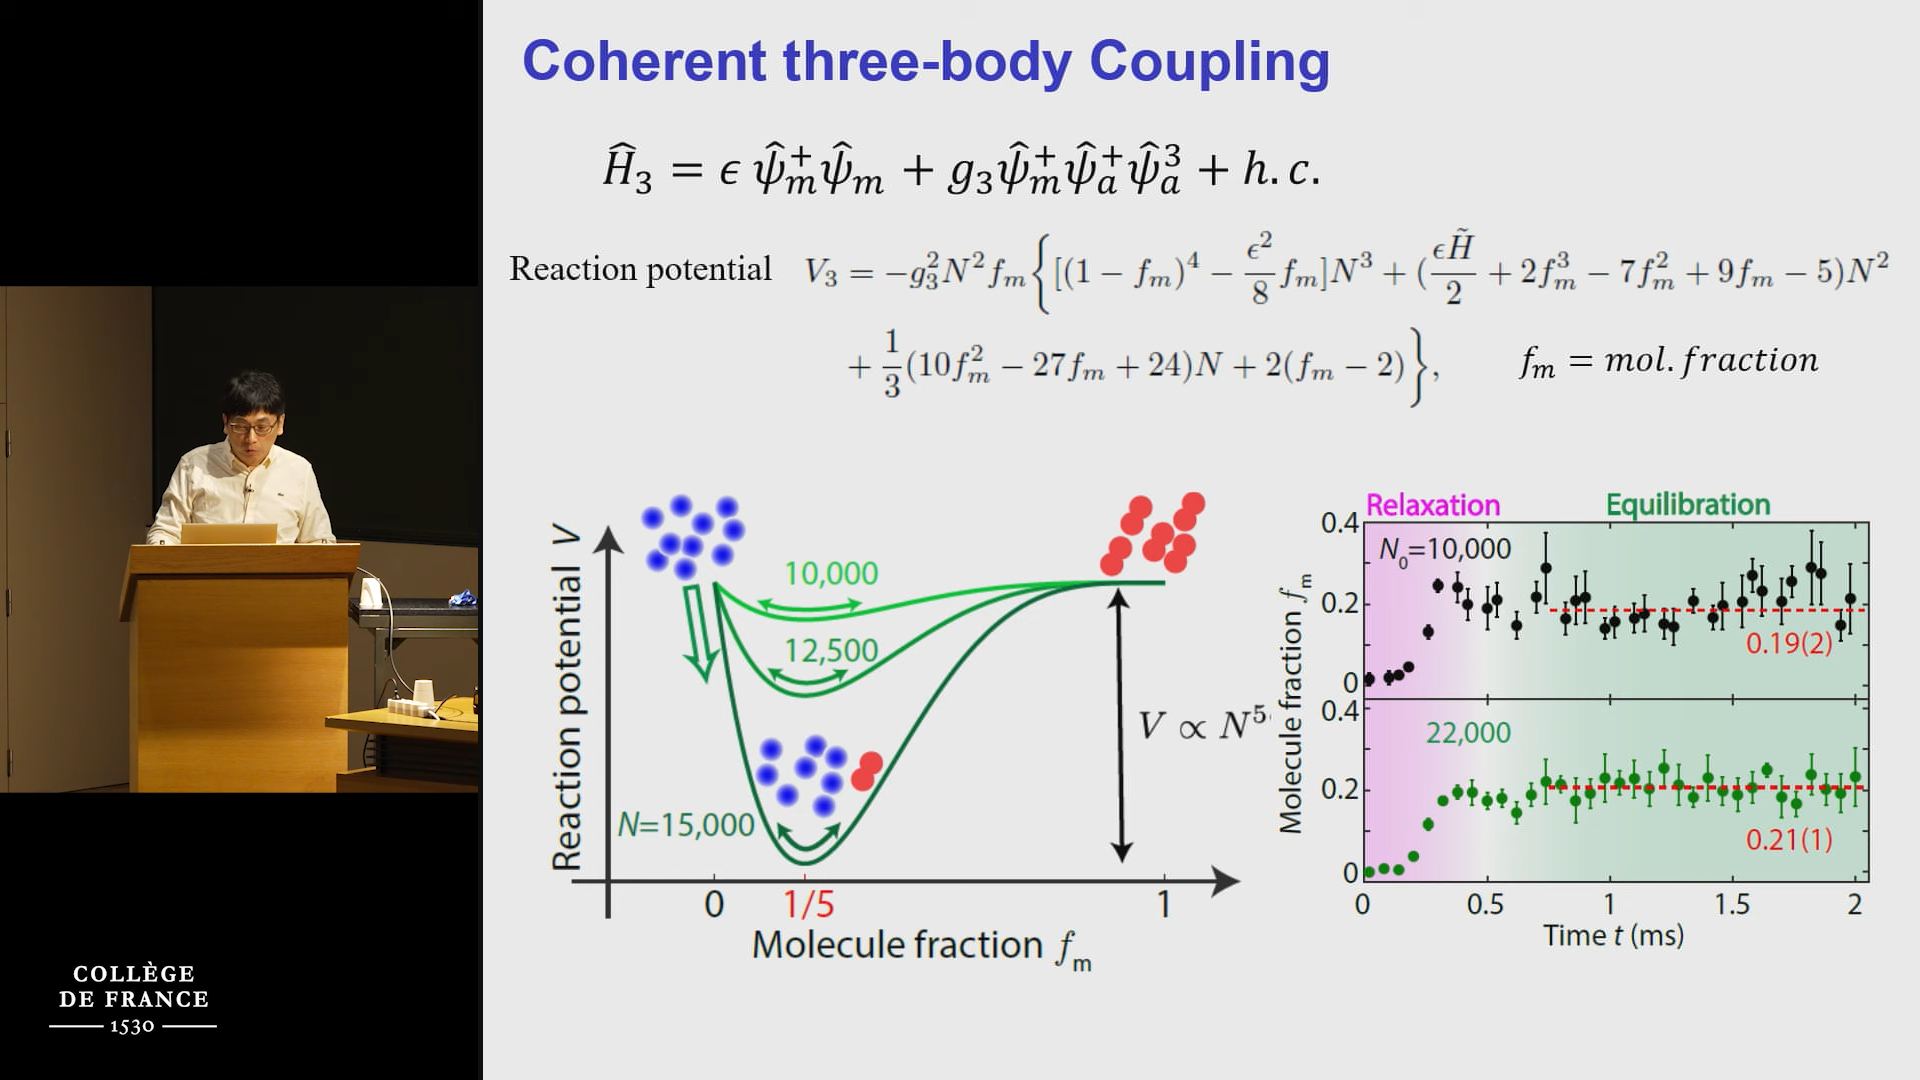 Coherent three-body Coupling
Ĥ₃ = ϵ ψ̂ₘ⁺ψ̂ₘ + g₃ψ̂ₘ⁺ψ̂ₐ⁺ψ̂ₐ³ + h.c.
Reaction potential V₃ = −g₃²N²fₘ{[(1 − fₘ)⁴ − ϵ²/8 fₘ]N³ + (ϵH̃/2 + 2fₘ³ − 7fₘ² + 9fₘ − 5)N²
+ 1/3(10fₘ² − 27fₘ + 24)N + 2(fₘ − 2)}, fₘ = mol.fraction
Reaction potential V
10,000
12,500
N=15,000
V ∝ N⁵
0 1/5 1
Molecule fraction fₘ
Relaxation Equilibration
Molecule fraction fₘ
0.4
N₀=10,000
0.2
0.19(2)
0
0.4
22,000
0.2
0.21(1)
0
0 0.5 1 1.5 2
Time t (ms)
COLLÈGE
DE FRANCE
1530